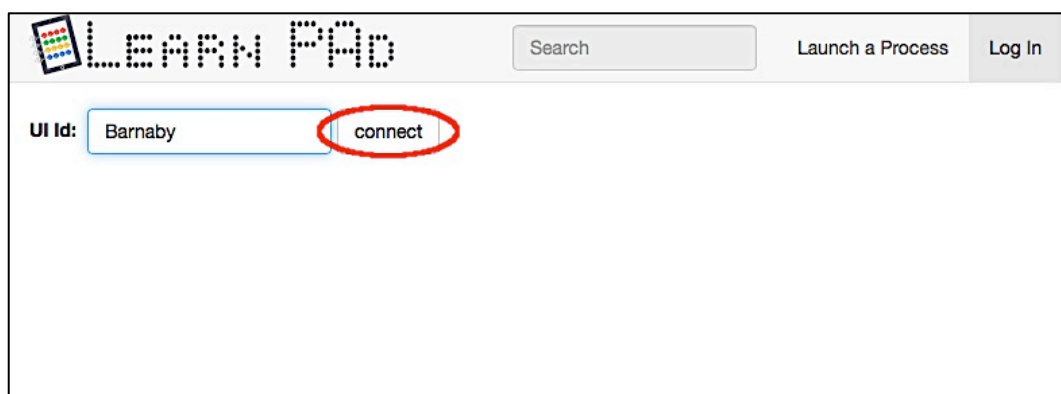 LEARN PAD
Search
Launch a Process
Log In
UI Id:
Barnaby
connect